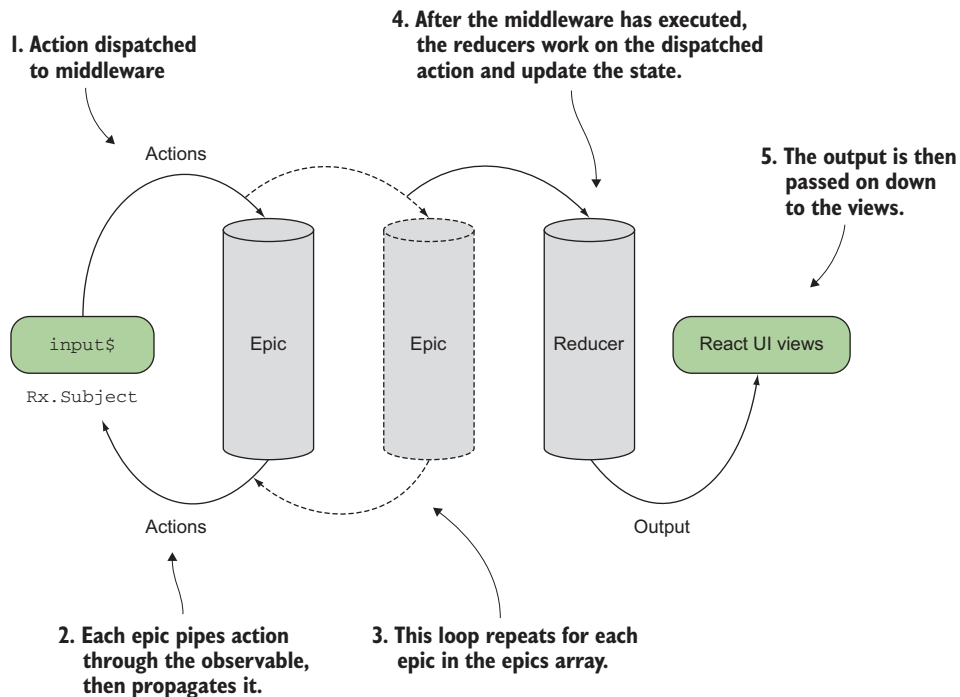 1. Action dispatched
to middleware
4. After the middleware has executed,
the reducers work on the dispatched
action and update the state.
5. The output is then
passed on down
to the views.
Actions
input$
Rx.Subject
Epic
Epic
Reducer
React UI views
Actions
Output
2. Each epic pipes action
through the observable,
then propagates it.
3. This loop repeats for each
epic in the epics array.